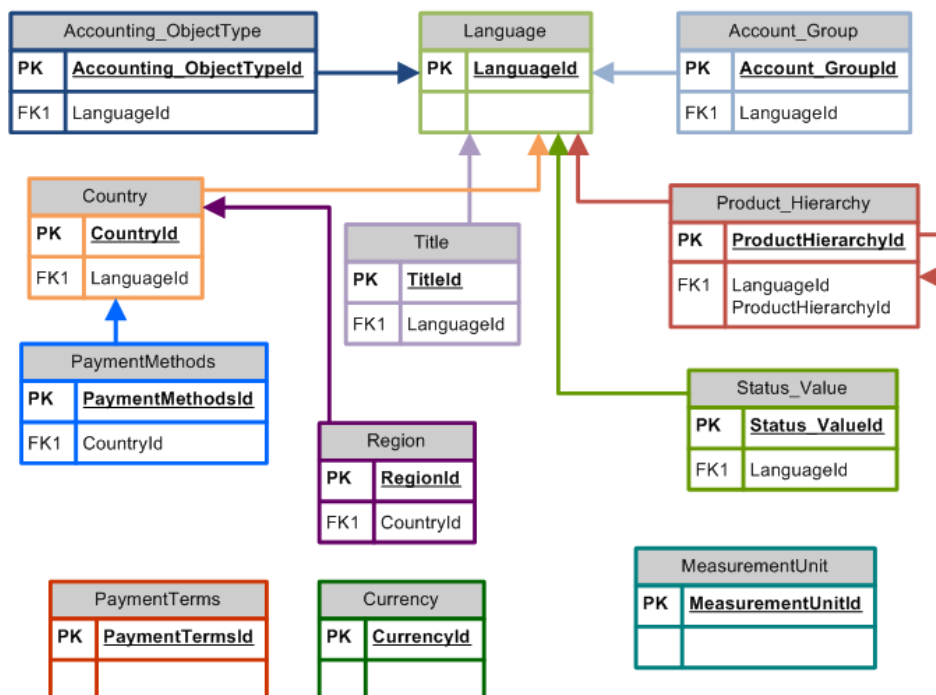 Accounting_ObjectType
PK Accounting_ObjectTypeId
FK1 LanguageId
Language
PK LanguageId
Account_Group
PK Account_GroupId
FK1 LanguageId
Country
PK CountryId
FK1 LanguageId
Title
PK TitleId
FK1 LanguageId
Product_Hierarchy
PK ProductHierarchyId
FK1 LanguageId
ProductHierarchyId
PaymentMethods
PK PaymentMethodsId
FK1 CountryId
Region
PK RegionId
FK1 CountryId
Status_Value
PK Status_ValueId
FK1 LanguageId
PaymentTerms
PK PaymentTermsId
Currency
PK CurrencyId
MeasurementUnit
PK MeasurementUnitId